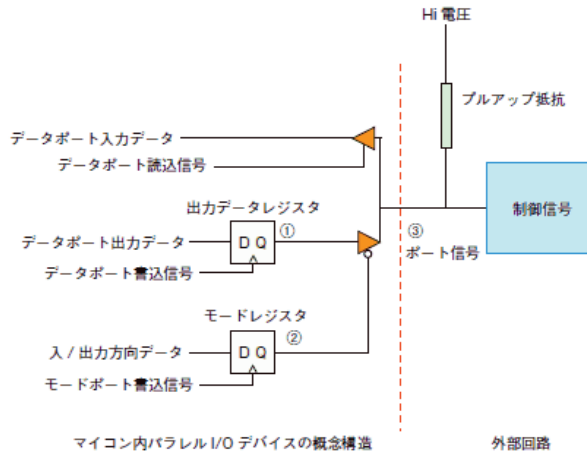 Hi 電圧
プルアップ抵抗
データポート入力データ
データポート読込信号
制御信号
出力データレジスタ
①
③
データポート出力データ
D Q
ポート信号
データポート書込信号
モードレジスタ
②
入 / 出力方向データ
D Q
モードポート書込信号
マイコン内パラレル I/O デバイスの概念構造
外部回路